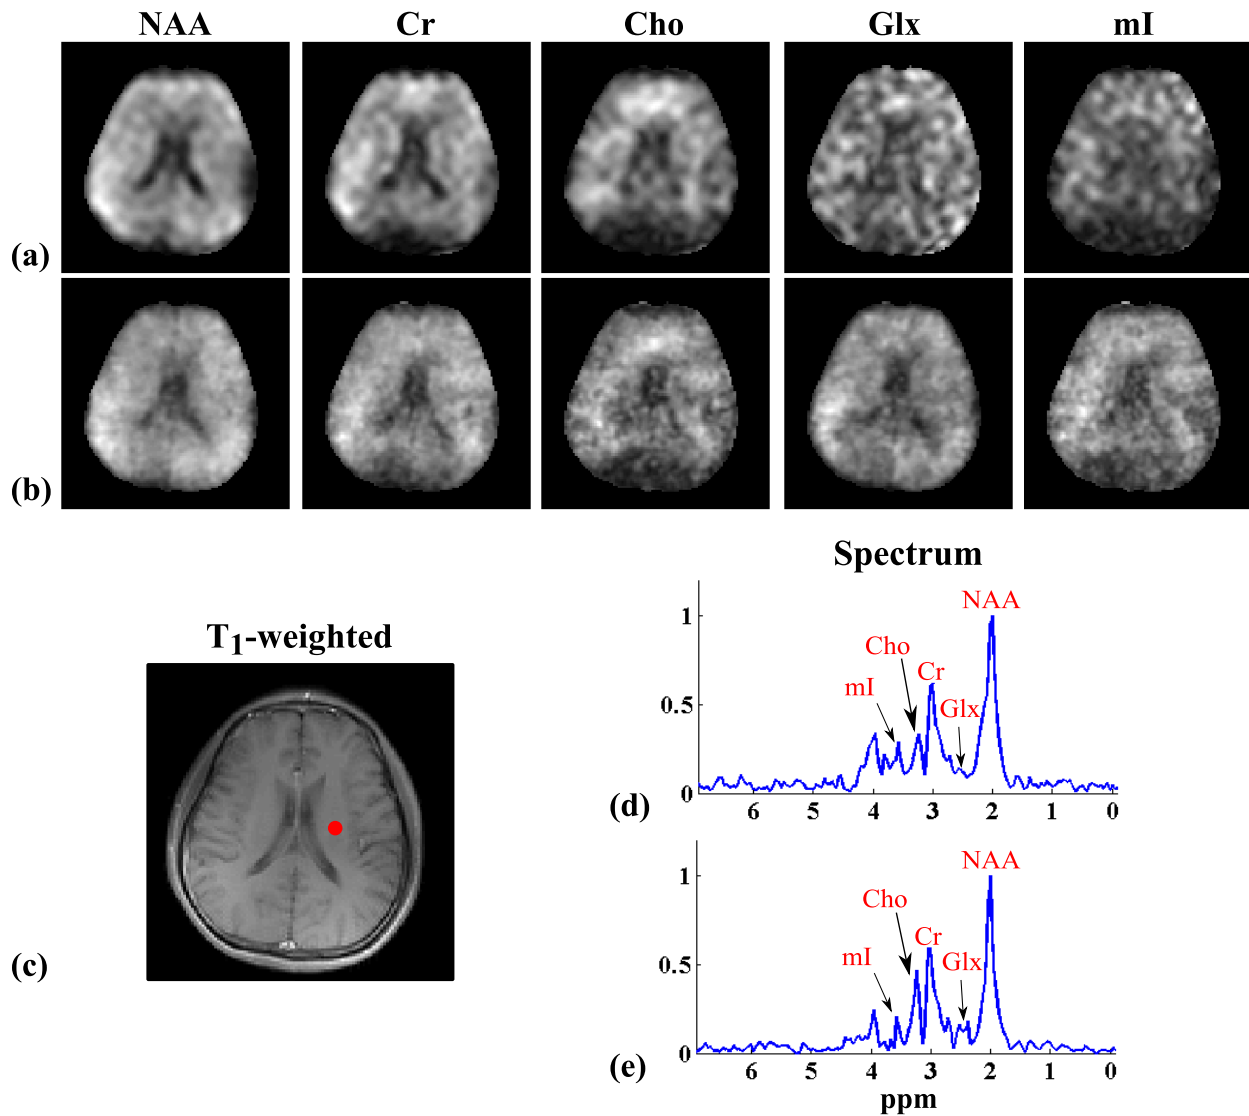 NAA Cr Cho Glx mI
(a)
(b)
Spectrum
T1-weighted
(c)
NAA
Cho
Cr
mI
Glx
1
0.5
0
6 5 4 3 2 1 0
(d)
NAA
Cho
Cr
mI
Glx
1
0.5
0
6 5 4 3 2 1 0
ppm
(e)